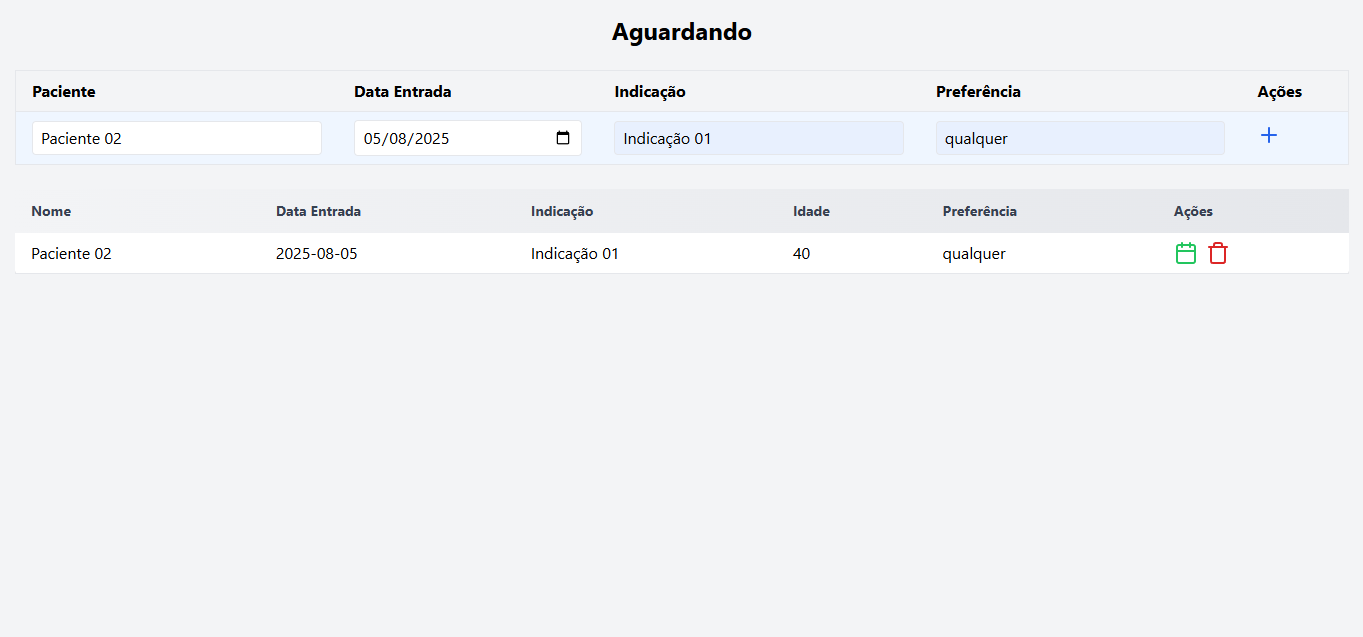 Aguardando
Paciente Data Entrada Indicação Preferência Ações
Paciente 02 05/08/2025 Indicação 01 qualquer
Nome Data Entrada Indicação Idade Preferência Ações
Paciente 02 2025-08-05 Indicação 01 40 qualquer